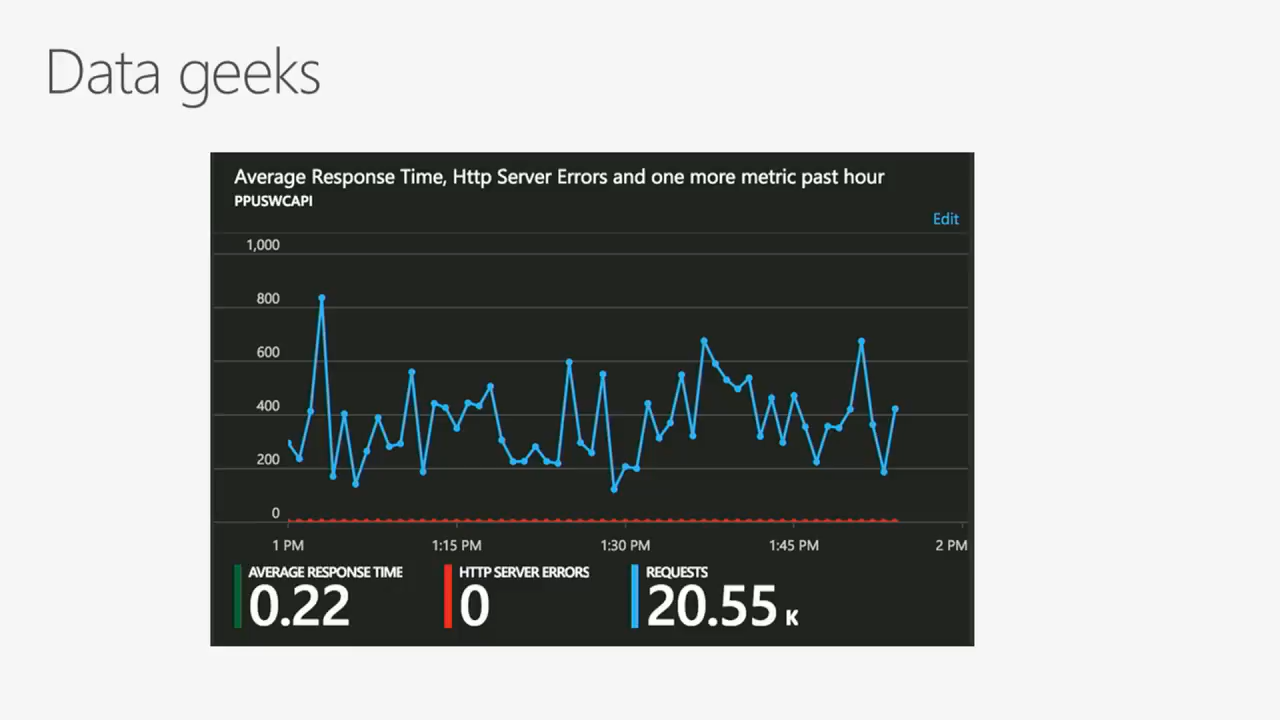 Data geeks
Average Response Time, Http Server Errors and one more metric past hour
PPUSWCAPI
Edit
1,000
800
600
400
200
0
1 PM 1:15 PM 1:30 PM 1:45 PM 2 PM
AVERAGE RESPONSE TIME HTTP SERVER ERRORS REQUESTS
0.22 0 20.55 K